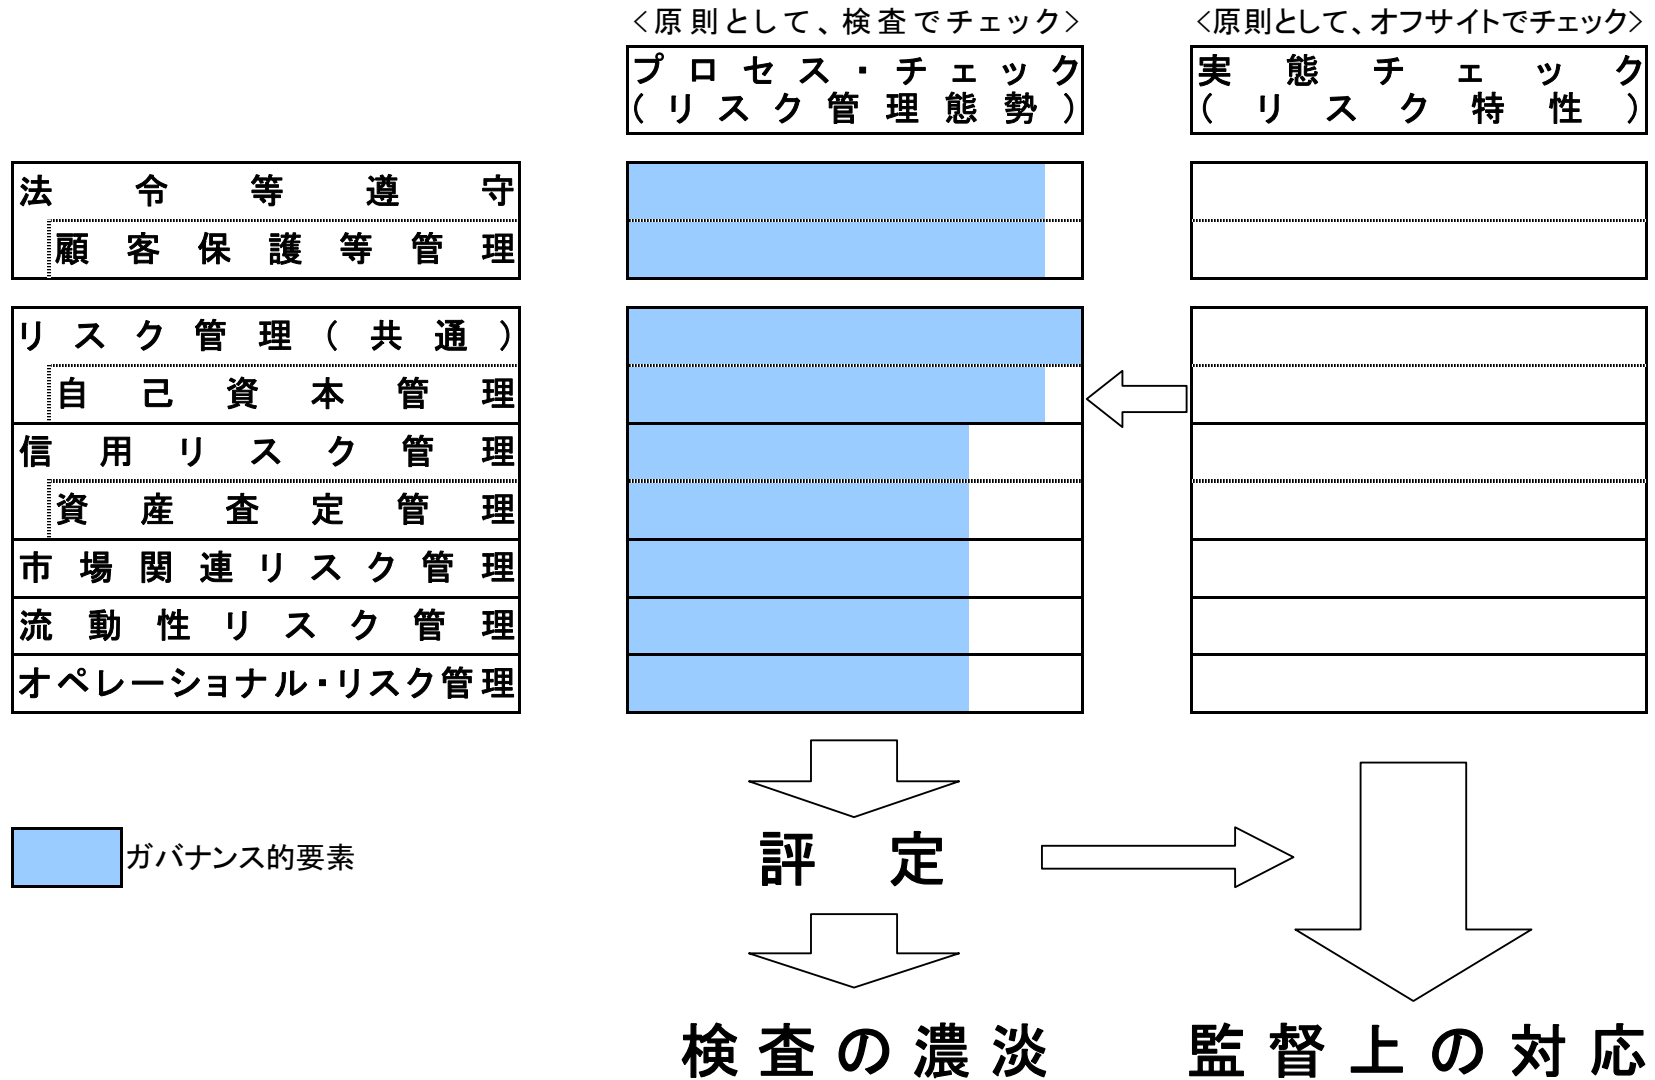 <原則として、検査でチェック>
<原則として、オフサイトでチェック>
プロセス・チェック
(リスク管理態勢)
実態チェック
(リスク特性)
法令等遵守
顧客保護等管理
リスク管理(共通)
自己資本管理
信用リスク管理
資産査定管理
市場関連リスク管理
流動性リスク管理
オペレーショナル・リスク管理
ガバナンス的要素
評定
検査の濃淡
監督上の対応